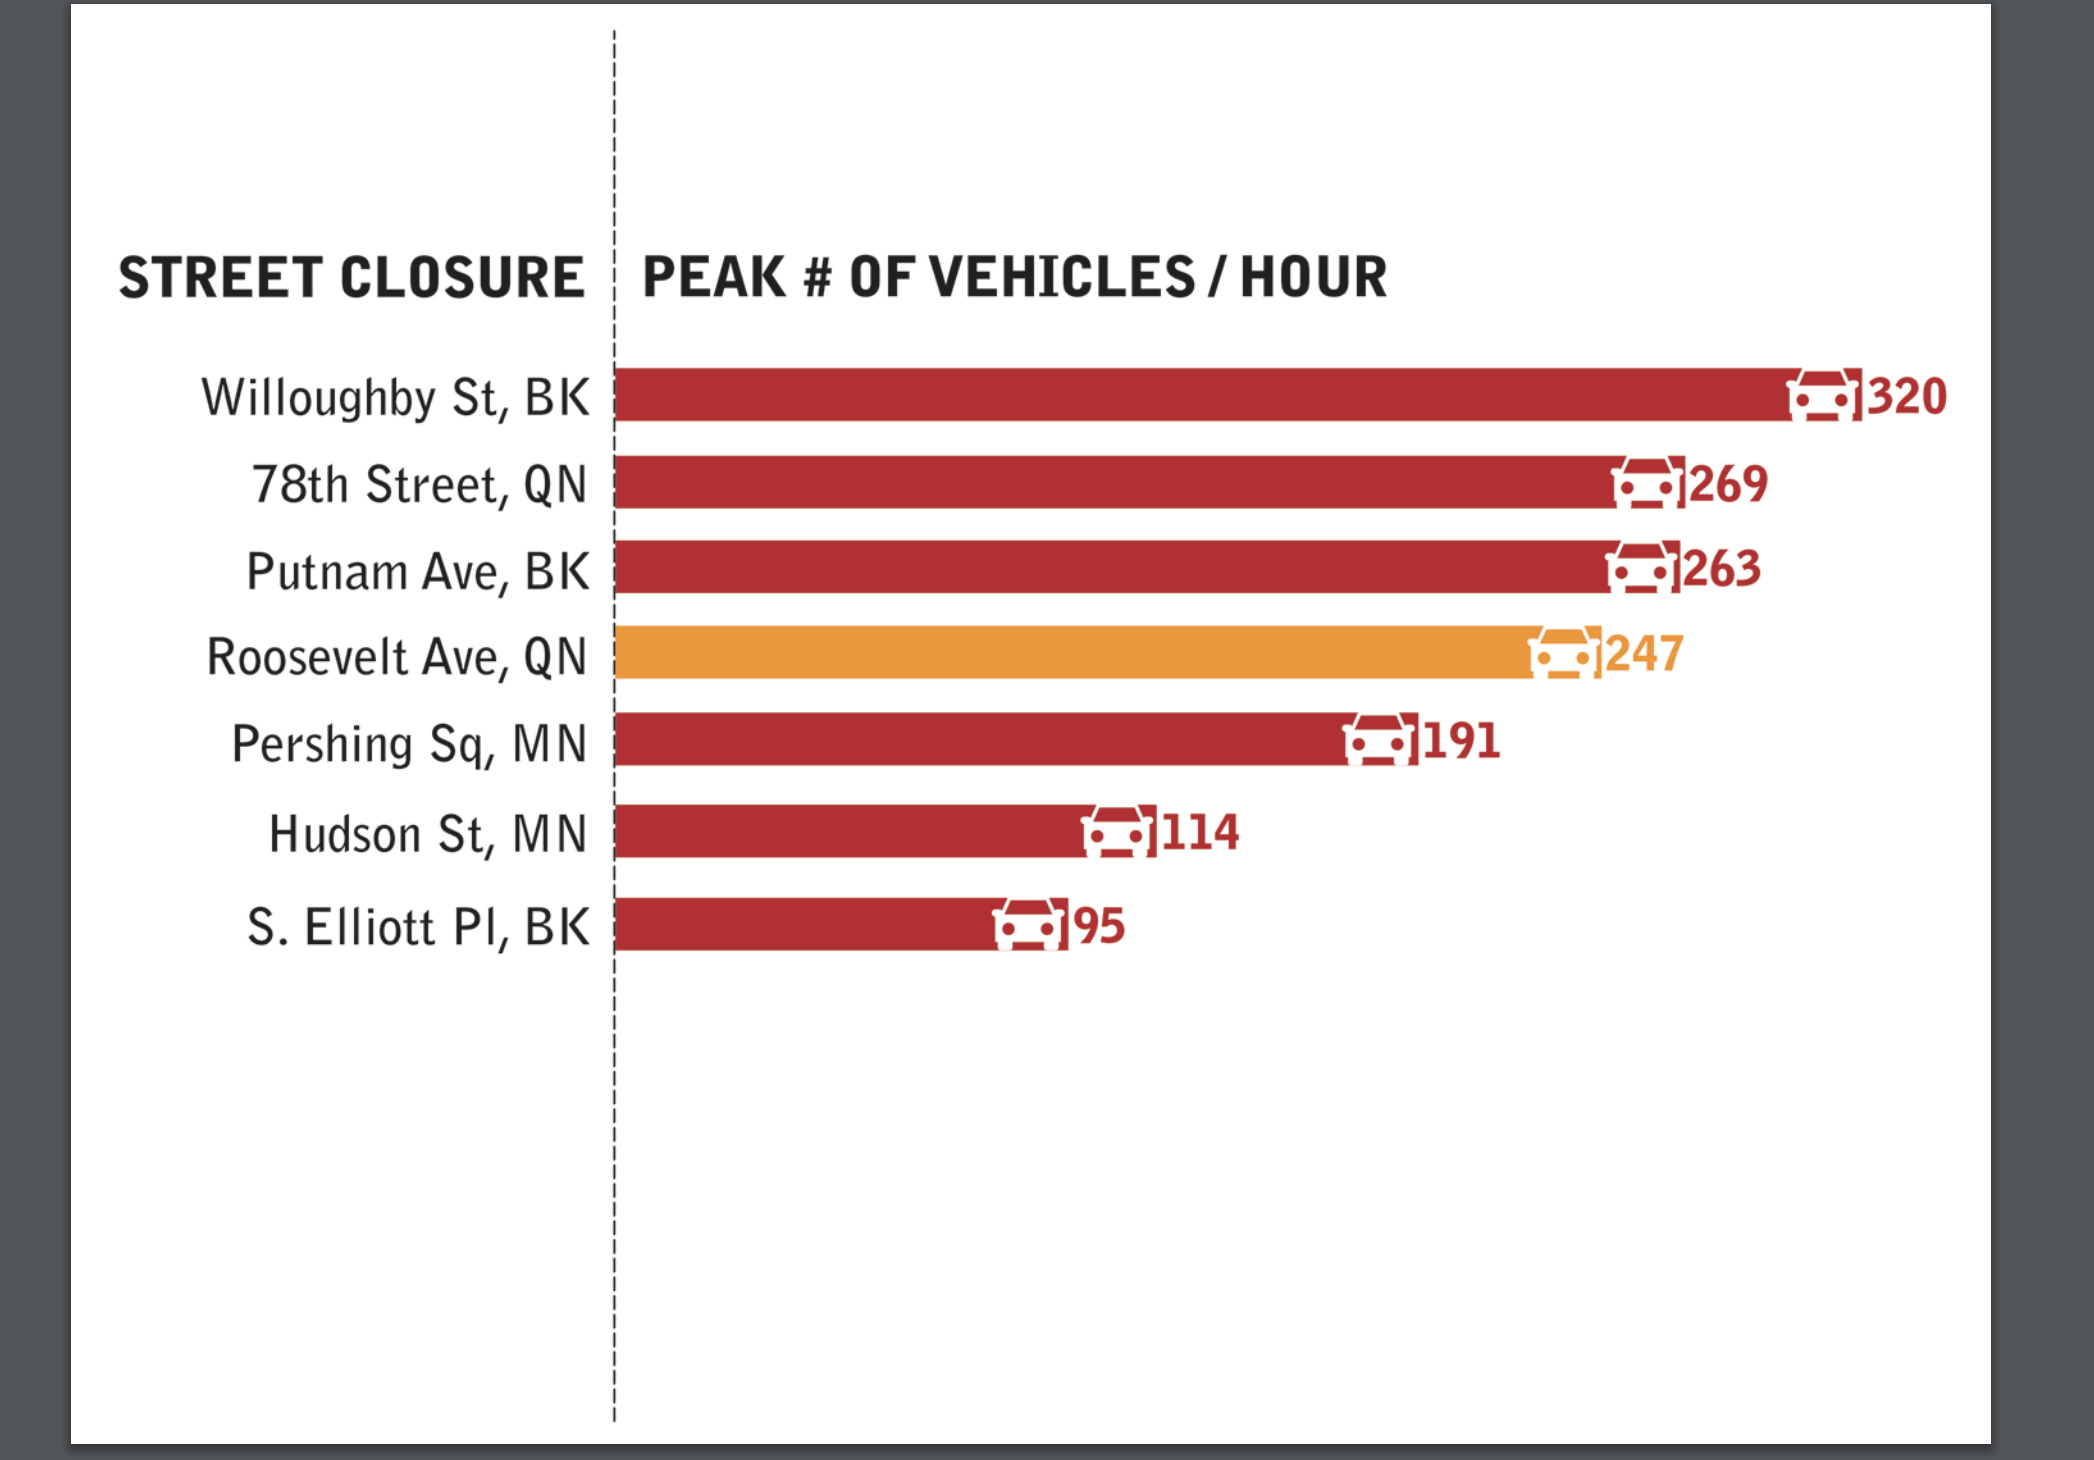 STREET CLOSURE PEAK # OF VEHICLES / HOUR
Willoughby St, BK 320
78th Street, QN 269
Putnam Ave, BK 263
Roosevelt Ave, QN 247
Pershing Sq, MN 191
Hudson St, MN 114
S. Elliott Pl, BK 95